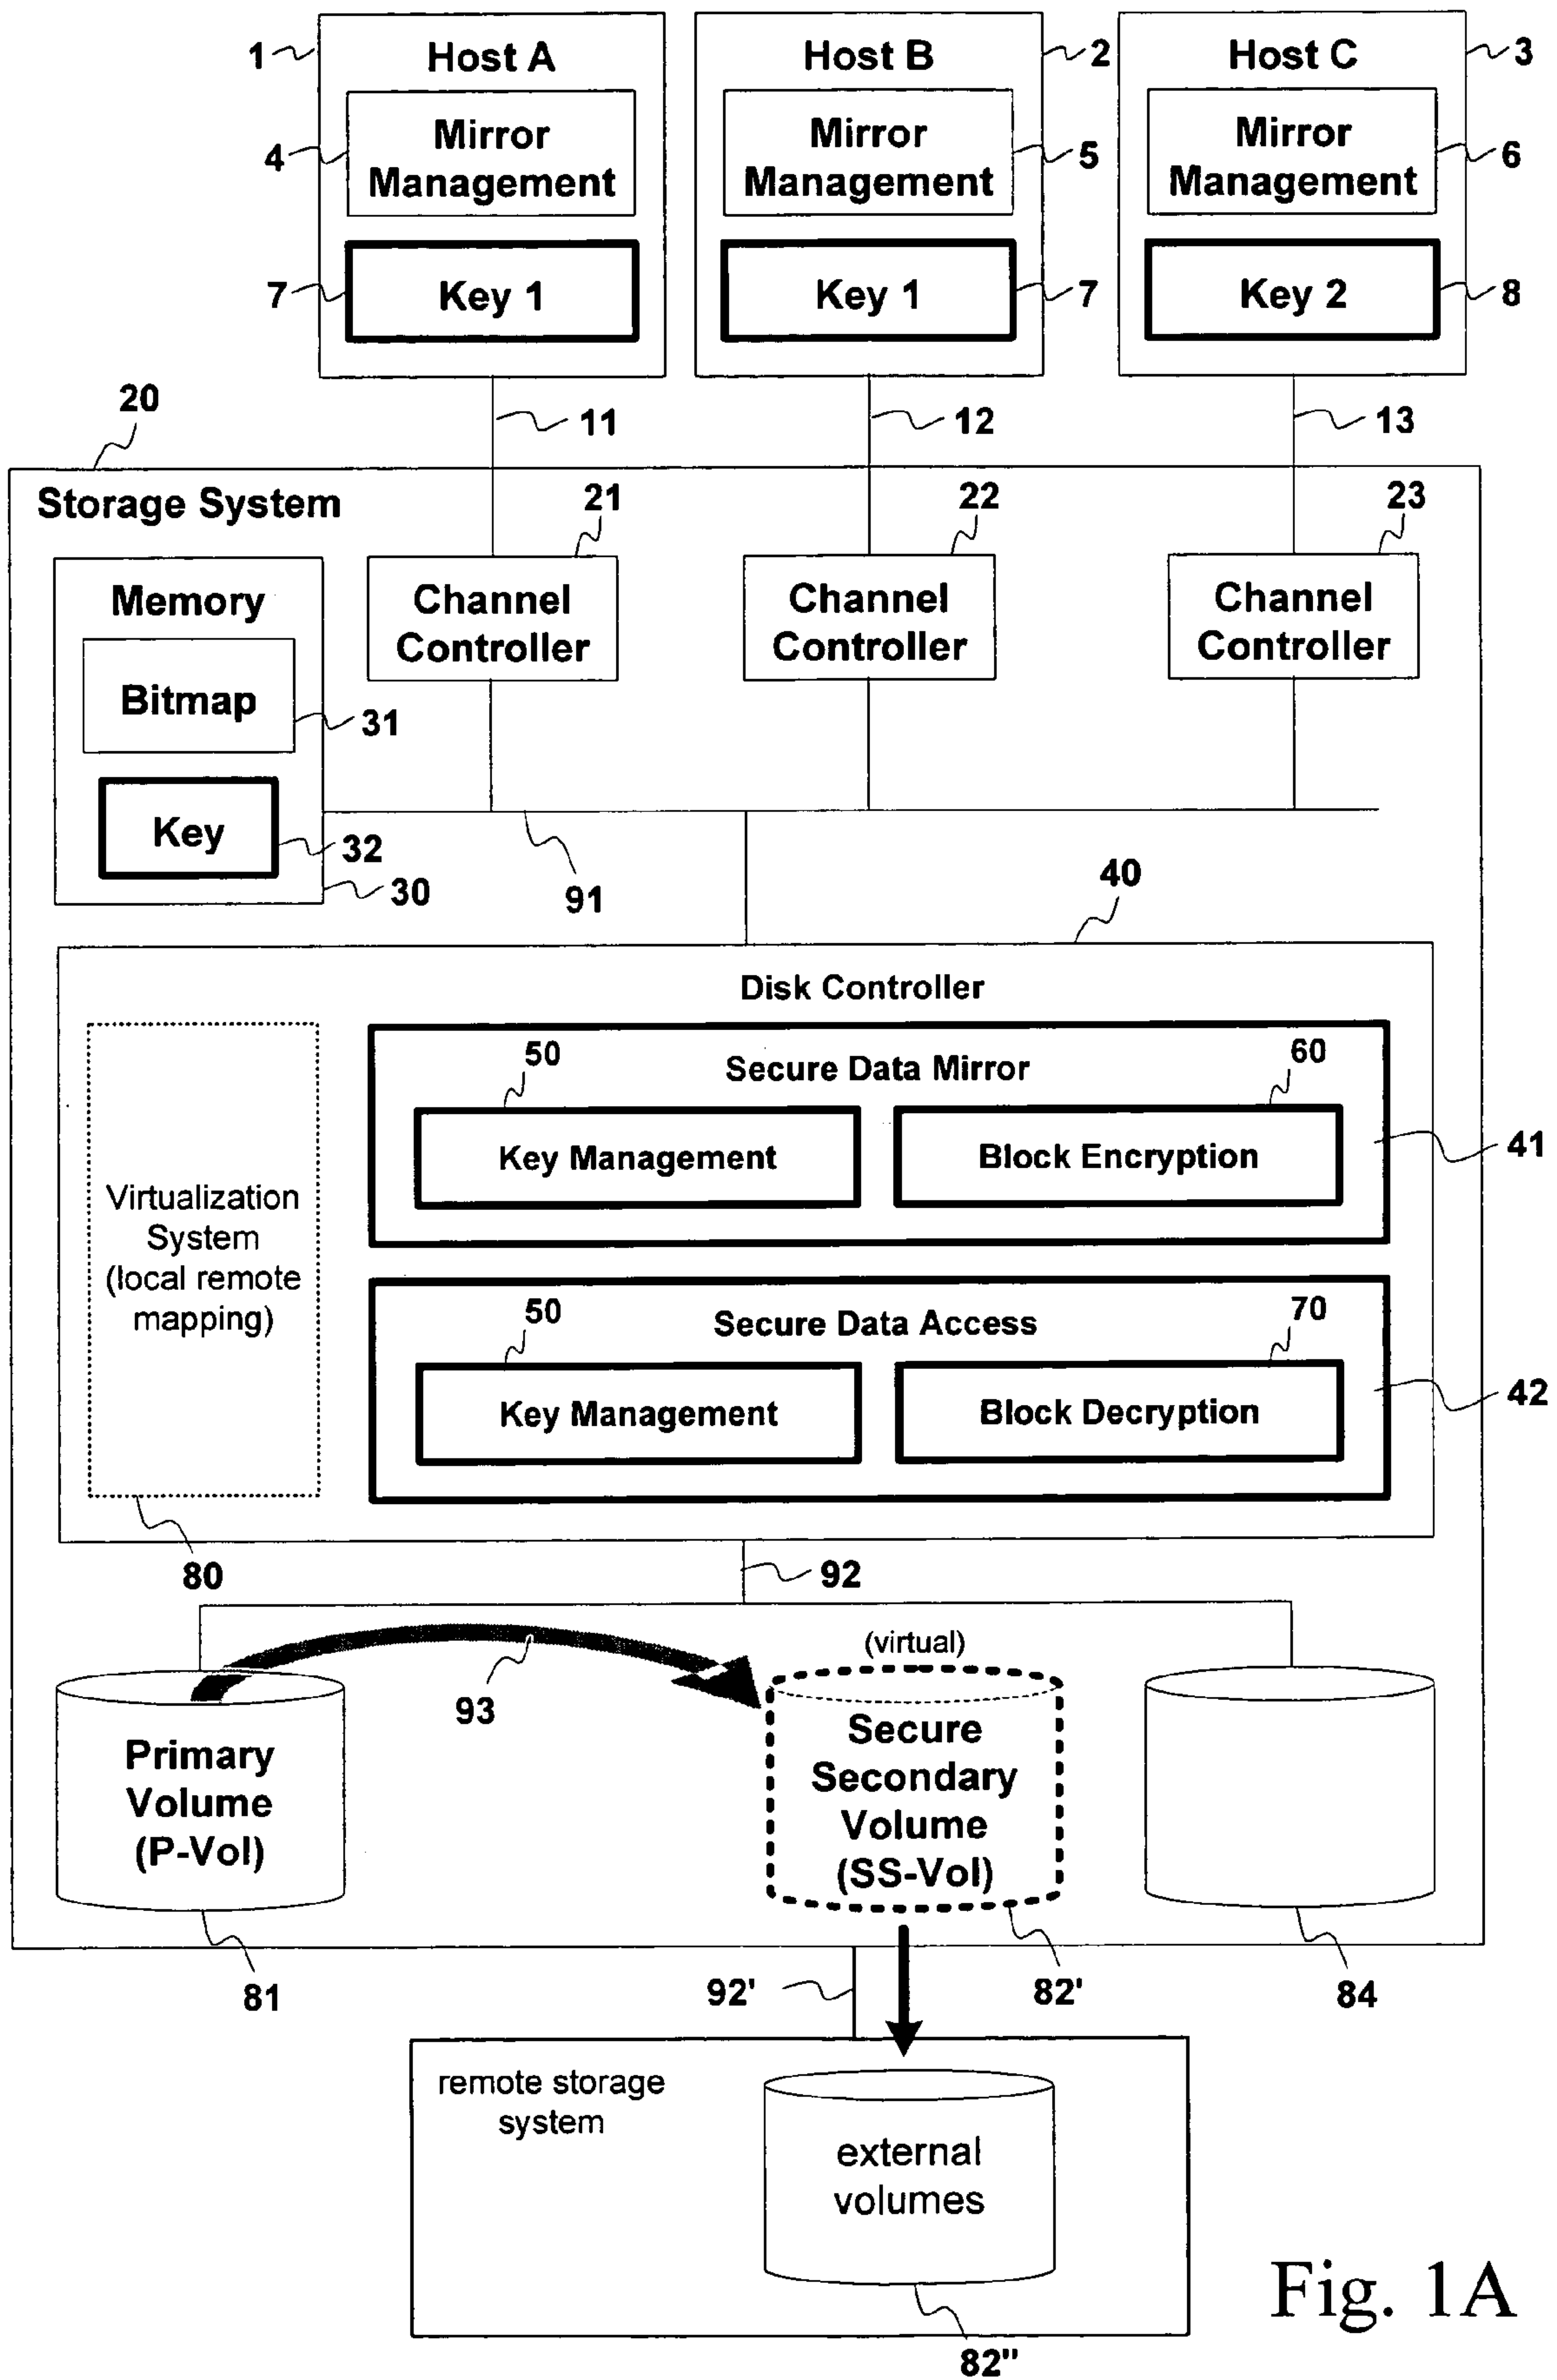 1
Host A
Mirror
Management
4
Key 1
7
Host B
2
Mirror
Management
5
Key 1
7
Host C
3
Mirror
Management
6
Key 2
8
11
12
13
20
Storage System
21
22
23
Memory
Bitmap
31
Key
32
30
Channel
Controller
Channel
Controller
Channel
Controller
91
40
Disk Controller
Virtualization
System
(local remote
mapping)
80
50
Secure Data Mirror
60
Key Management
Block Encryption
41
50
Secure Data Access
70
Key Management
Block Decryption
42
92
93
(virtual)
Primary
Volume
(P-Vol)
81
Secure
Secondary
Volume
(SS-Vol)
82'
84
92'
remote storage
system
external
volumes
82"
Fig. 1A